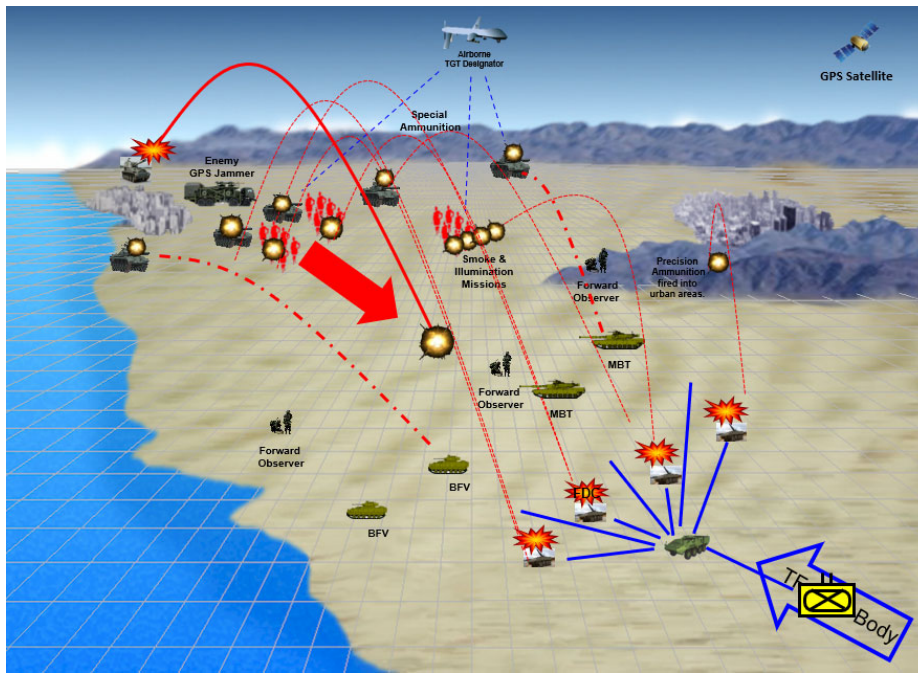 Airborne
TGT Designator
GPS Satellite
Special
Ammunition
Enemy
GPS Jammer
Smoke &
Illumination
Missions
Forward
Observer
Precision
Ammunition
fired into
urban areas.
MBT
Forward
Observer
MBT
Forward
Observer
BFV
BFV
FDC
Body